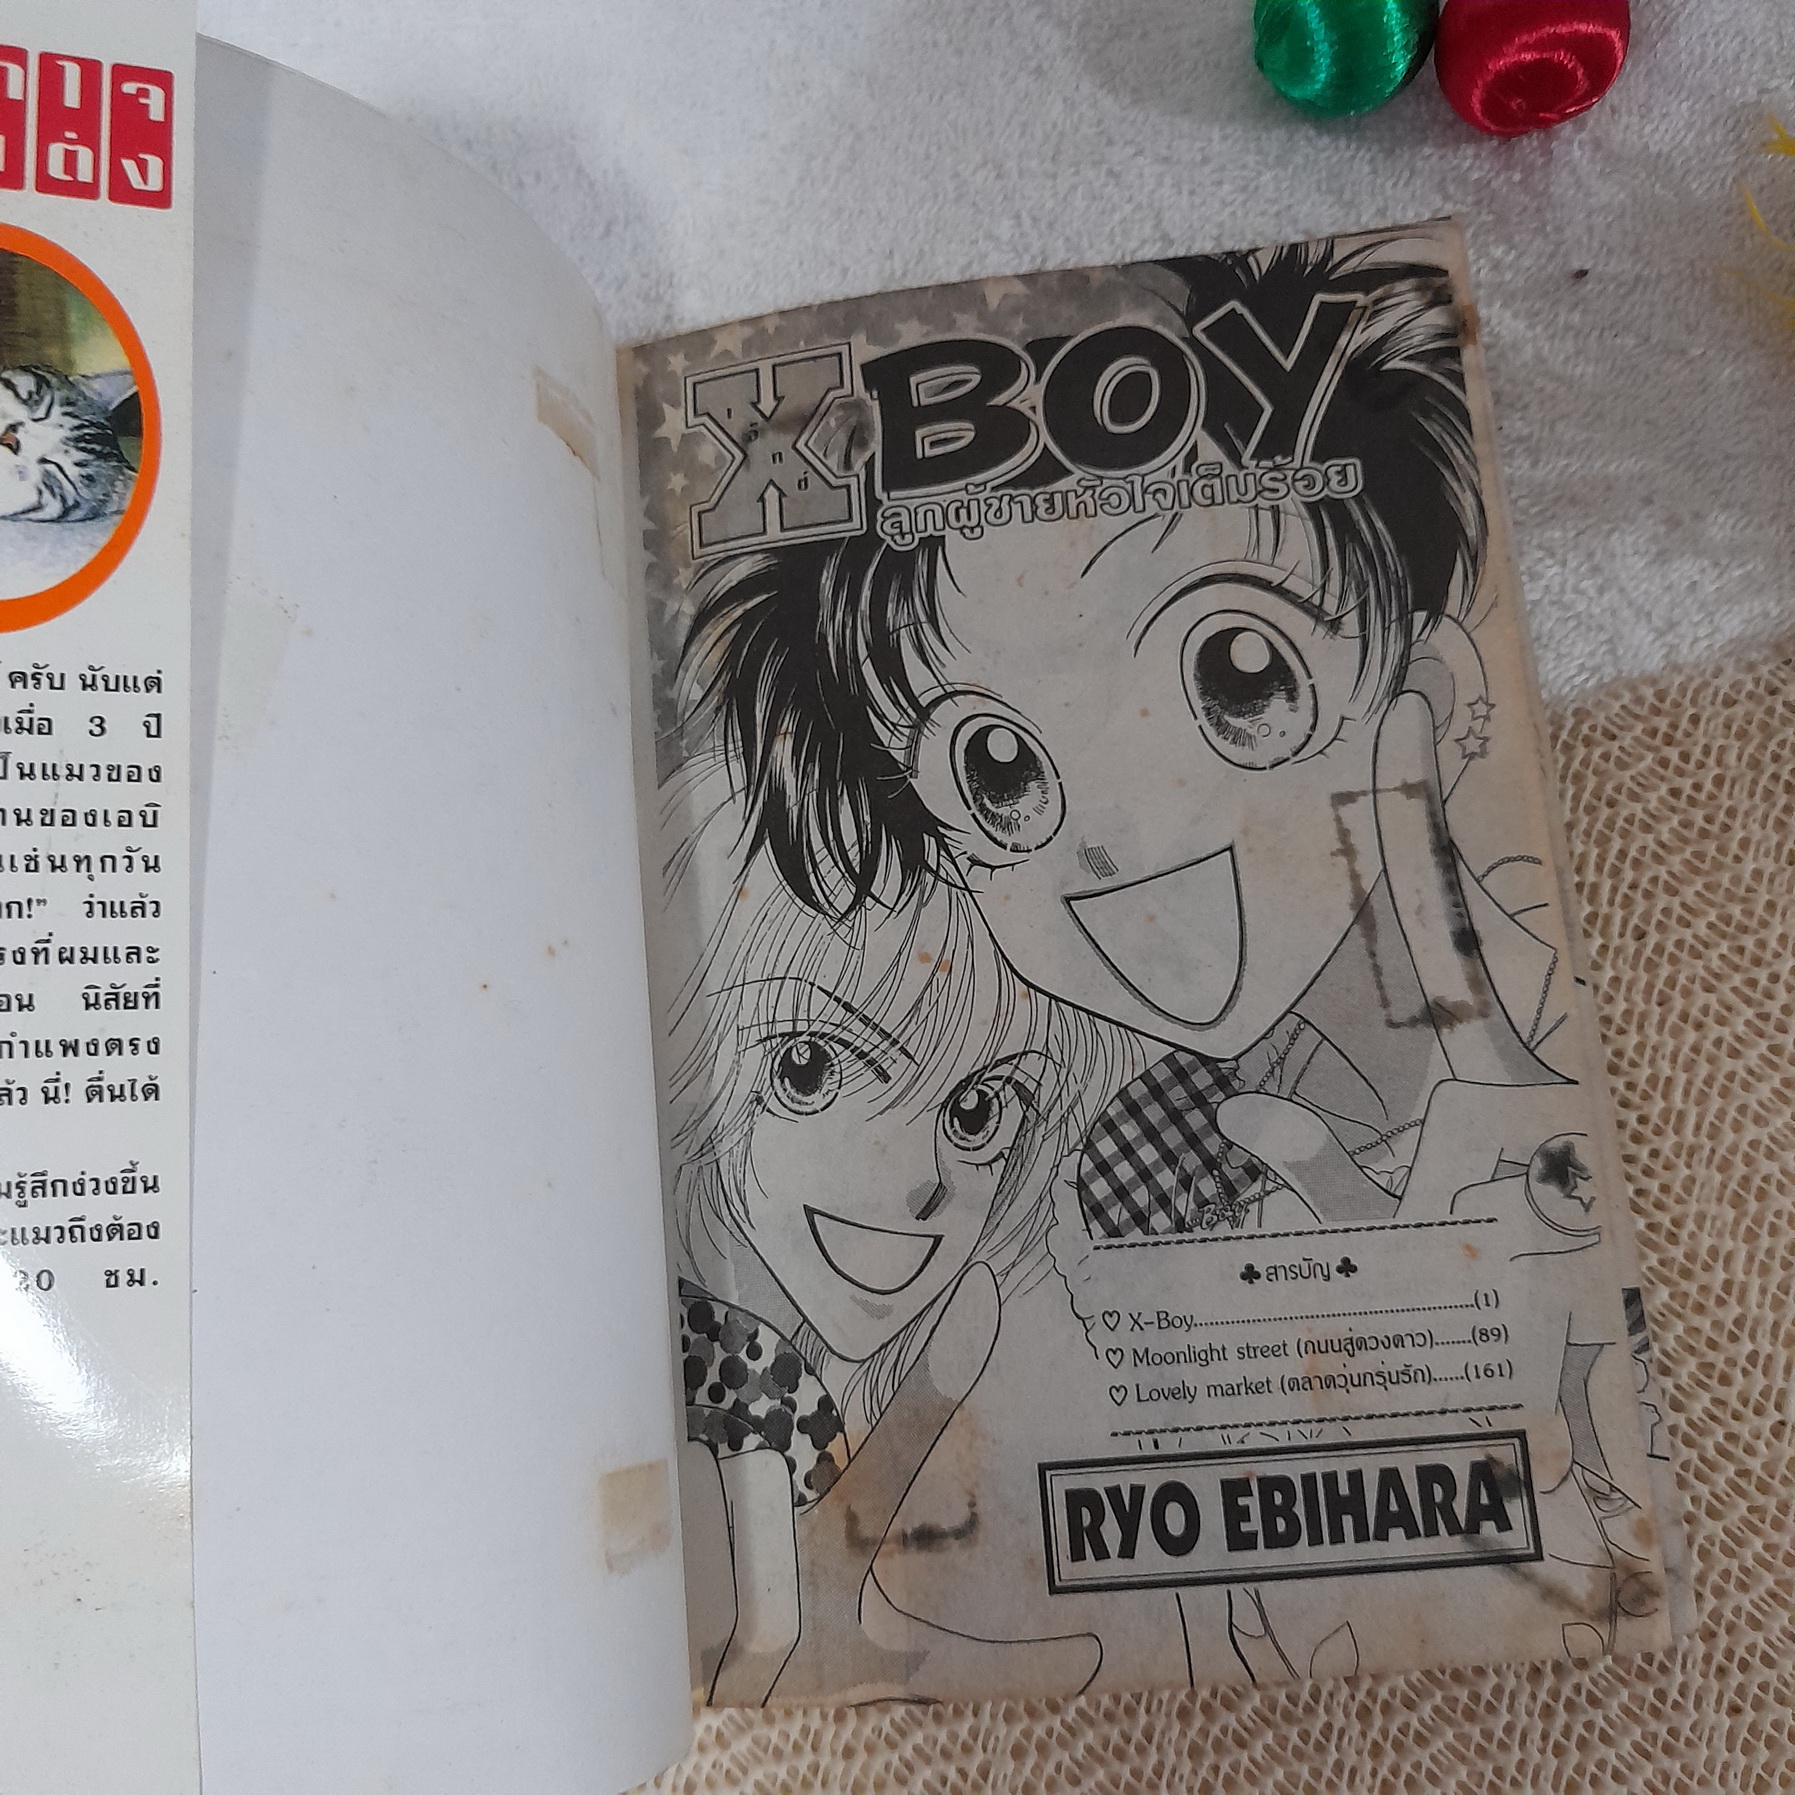 าจ
ต๋ง
ครับ นับแต่
เมื่อ 3 ปี
ป็นแมวของ
านของเอบิ
แช่นทุกวัน
ก!” ว่าแล้ว
รงที่ผมและ
อน นิสัยที่
กำแพงตรง
ล้ว นี่! ตื่นได้
มรู้สึกง่วงขึ้น
ะแมวถึงต้อง
20 ชม.
X BOY
ลูกผู้ชายหัวใจเต็มร้อย
♣ สารบัญ ♣
♡ X-Boy..........................................(1)
♡ Moonlight street (ถนนสู่ดวงดาว).......(89)
♡ Lovely market (ตลาดวุ่นกรุ่นรัก)......(161)
RYO EBIHARA